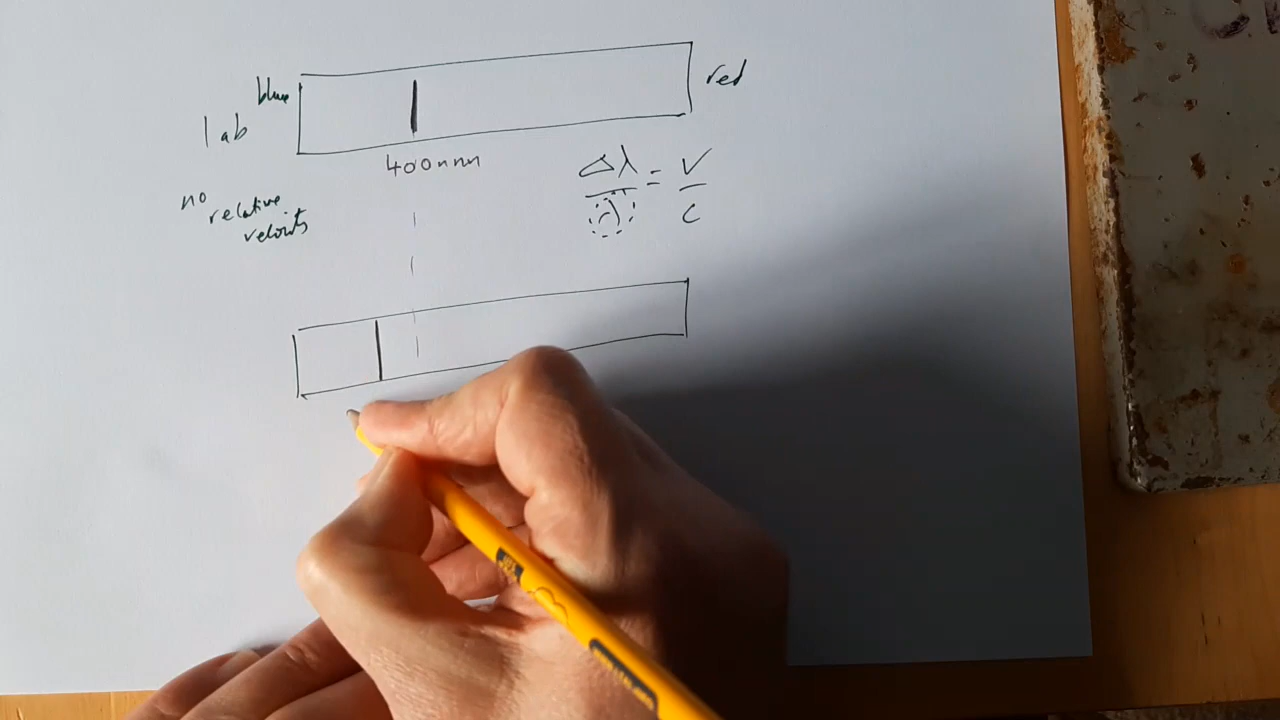 blue
red
lab
400nm
no
relative
velocity
Δλ/λ = v/c